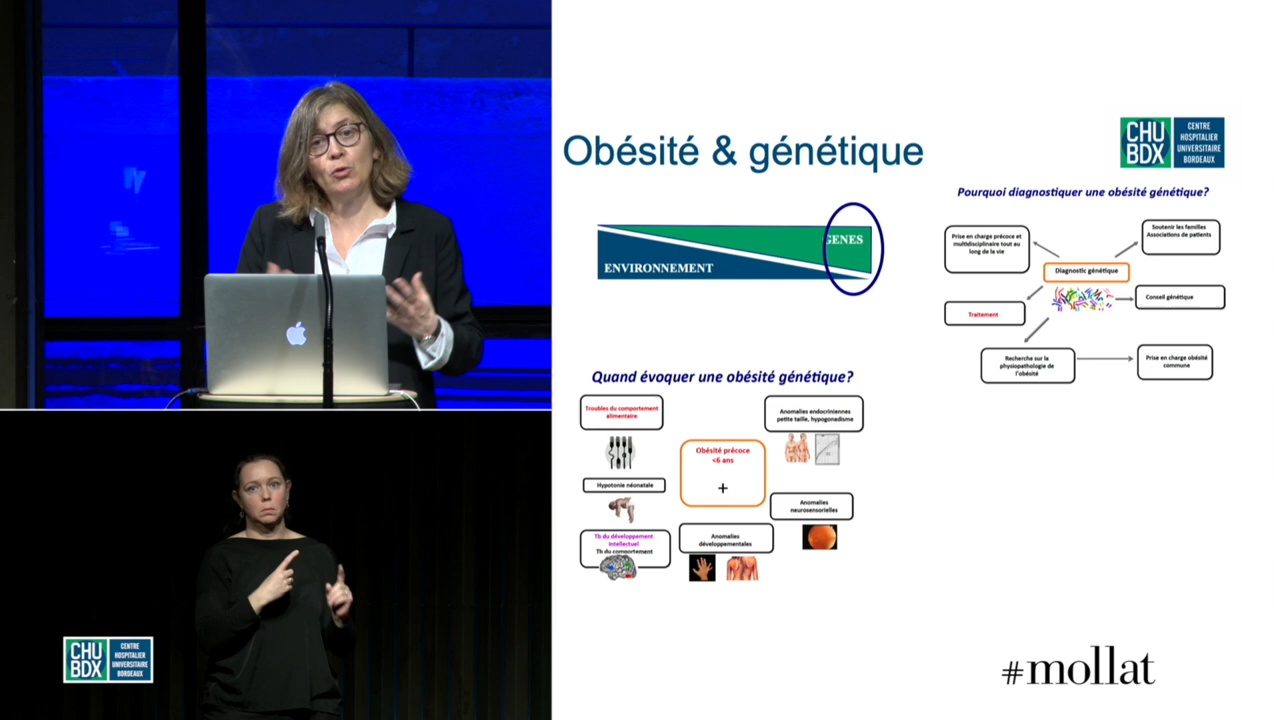 Obésité & génétique
CHU
BDX
CENTRE
HOSPITALIER
UNIVERSITAIRE
BORDEAUX
GENES
ENVIRONNEMENT
Pourquoi diagnostiquer une obésité génétique?
Prise en charge précoce et
multidisciplinaire tout au
long de la vie
Soutenir les familles
Associations de patients
Diagnostic génétique
Conseil génétique
Traitement
Recherche sur la
physiopathologie de
l'obésité
Prise en charge obésité
commune
Quand évoquer une obésité génétique?
Troubles du comportement
alimentaire
Anomalies endocriniennes
petite taille, hypogonadisme
Obésité précoce
<6 ans
+
Hypotonie néonatale
Anomalies
neurosensorielles
Tb du développement
intellectuel
Tb du comportement
Anomalies
développementales
CHU
BDX
CENTRE
HOSPITALIER
UNIVERSITAIRE
BORDEAUX
#mollat